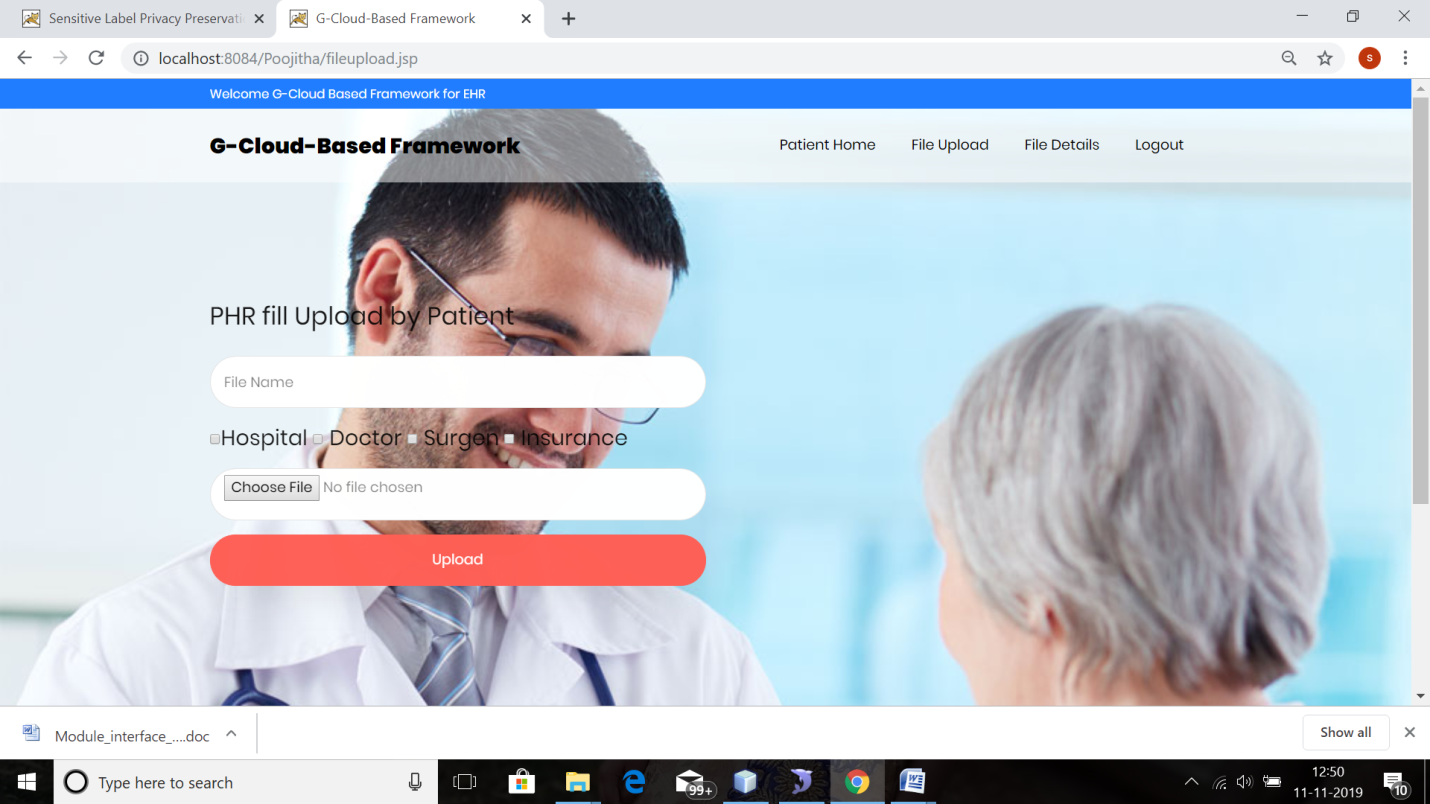 Sensitive Label Privacy Preservati
G-Cloud-Based Framework
localhost:8084/Poojitha/fileupload.jsp
s
Welcome G-Cloud Based Framework for EHR
G-Cloud-Based Framework
Patient Home File Upload File Details Logout
PHR fill Upload by Patient
File Name
Hospital Doctor Surgen Insurance
Choose File No file chosen
Upload
Module_interface_....doc
Show all
Type here to search
99+
12:50
11-11-2019
10